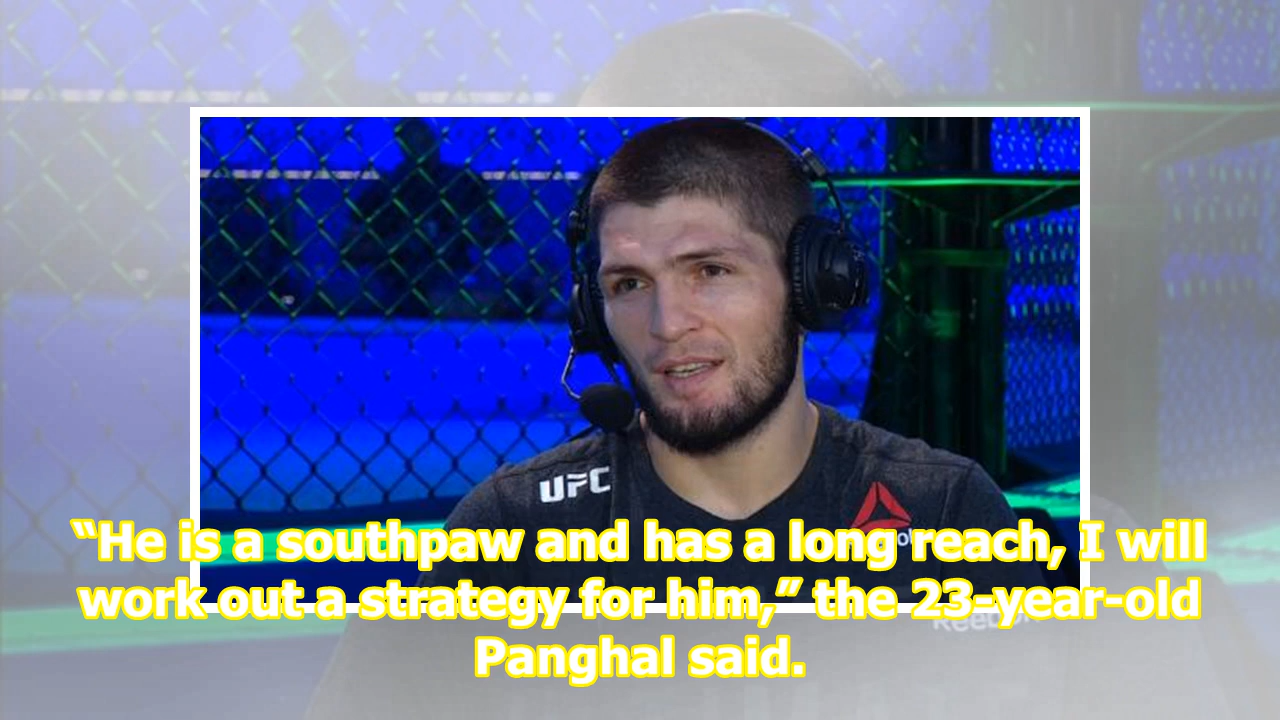 UFC
“He is a southpaw and has a long reach, I will
work out a strategy for him,” the 23-year-old
Reebok
Panghal said.